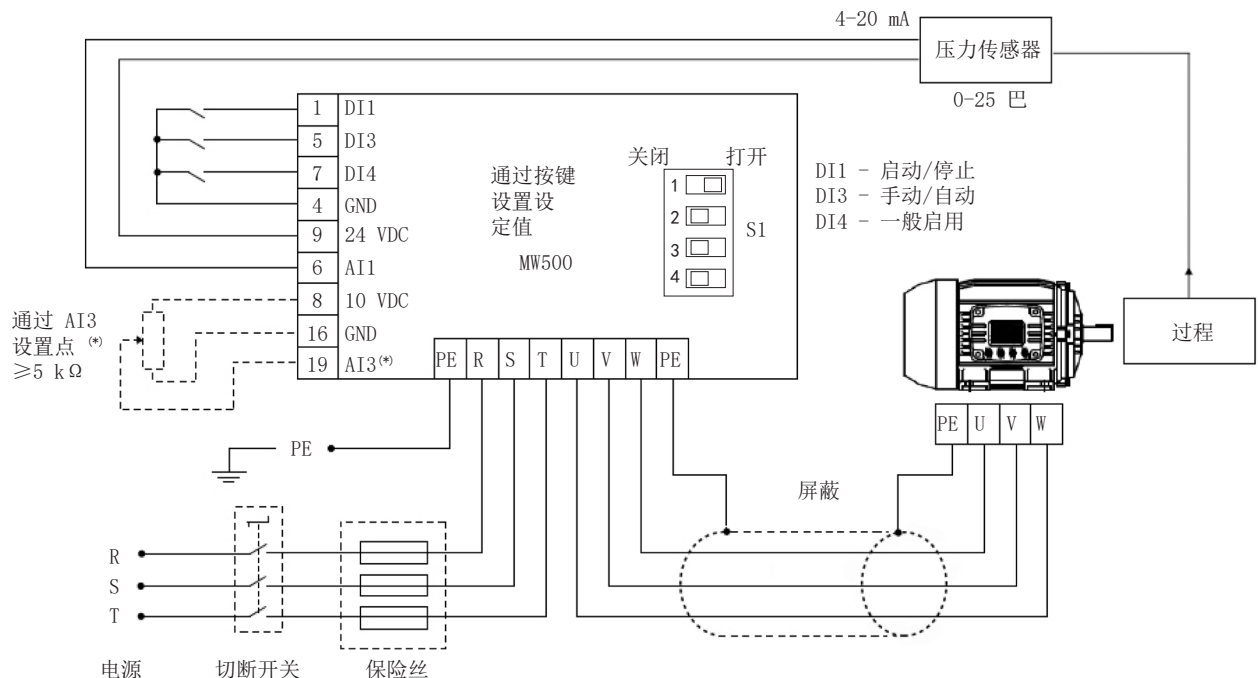 4-20 mA
压力传感器
0-25 巴
1 DI1
5 DI3
7 DI4
4 GND
9 24 VDC
6 AI1
8 10 VDC
16 GND
19 AI3(*)
通过按键
设置设
定值
MW500
关闭 打开
1
2
3
4
S1
DI1 - 启动/停止
DI3 - 手动/自动
DI4 - 一般启用
过程
通过 AI3
设置点 (*)
≥5 kΩ
PE R S T U V W PE
PE U V W
PE
屏蔽
R
S
T
电源 切断开关 保险丝